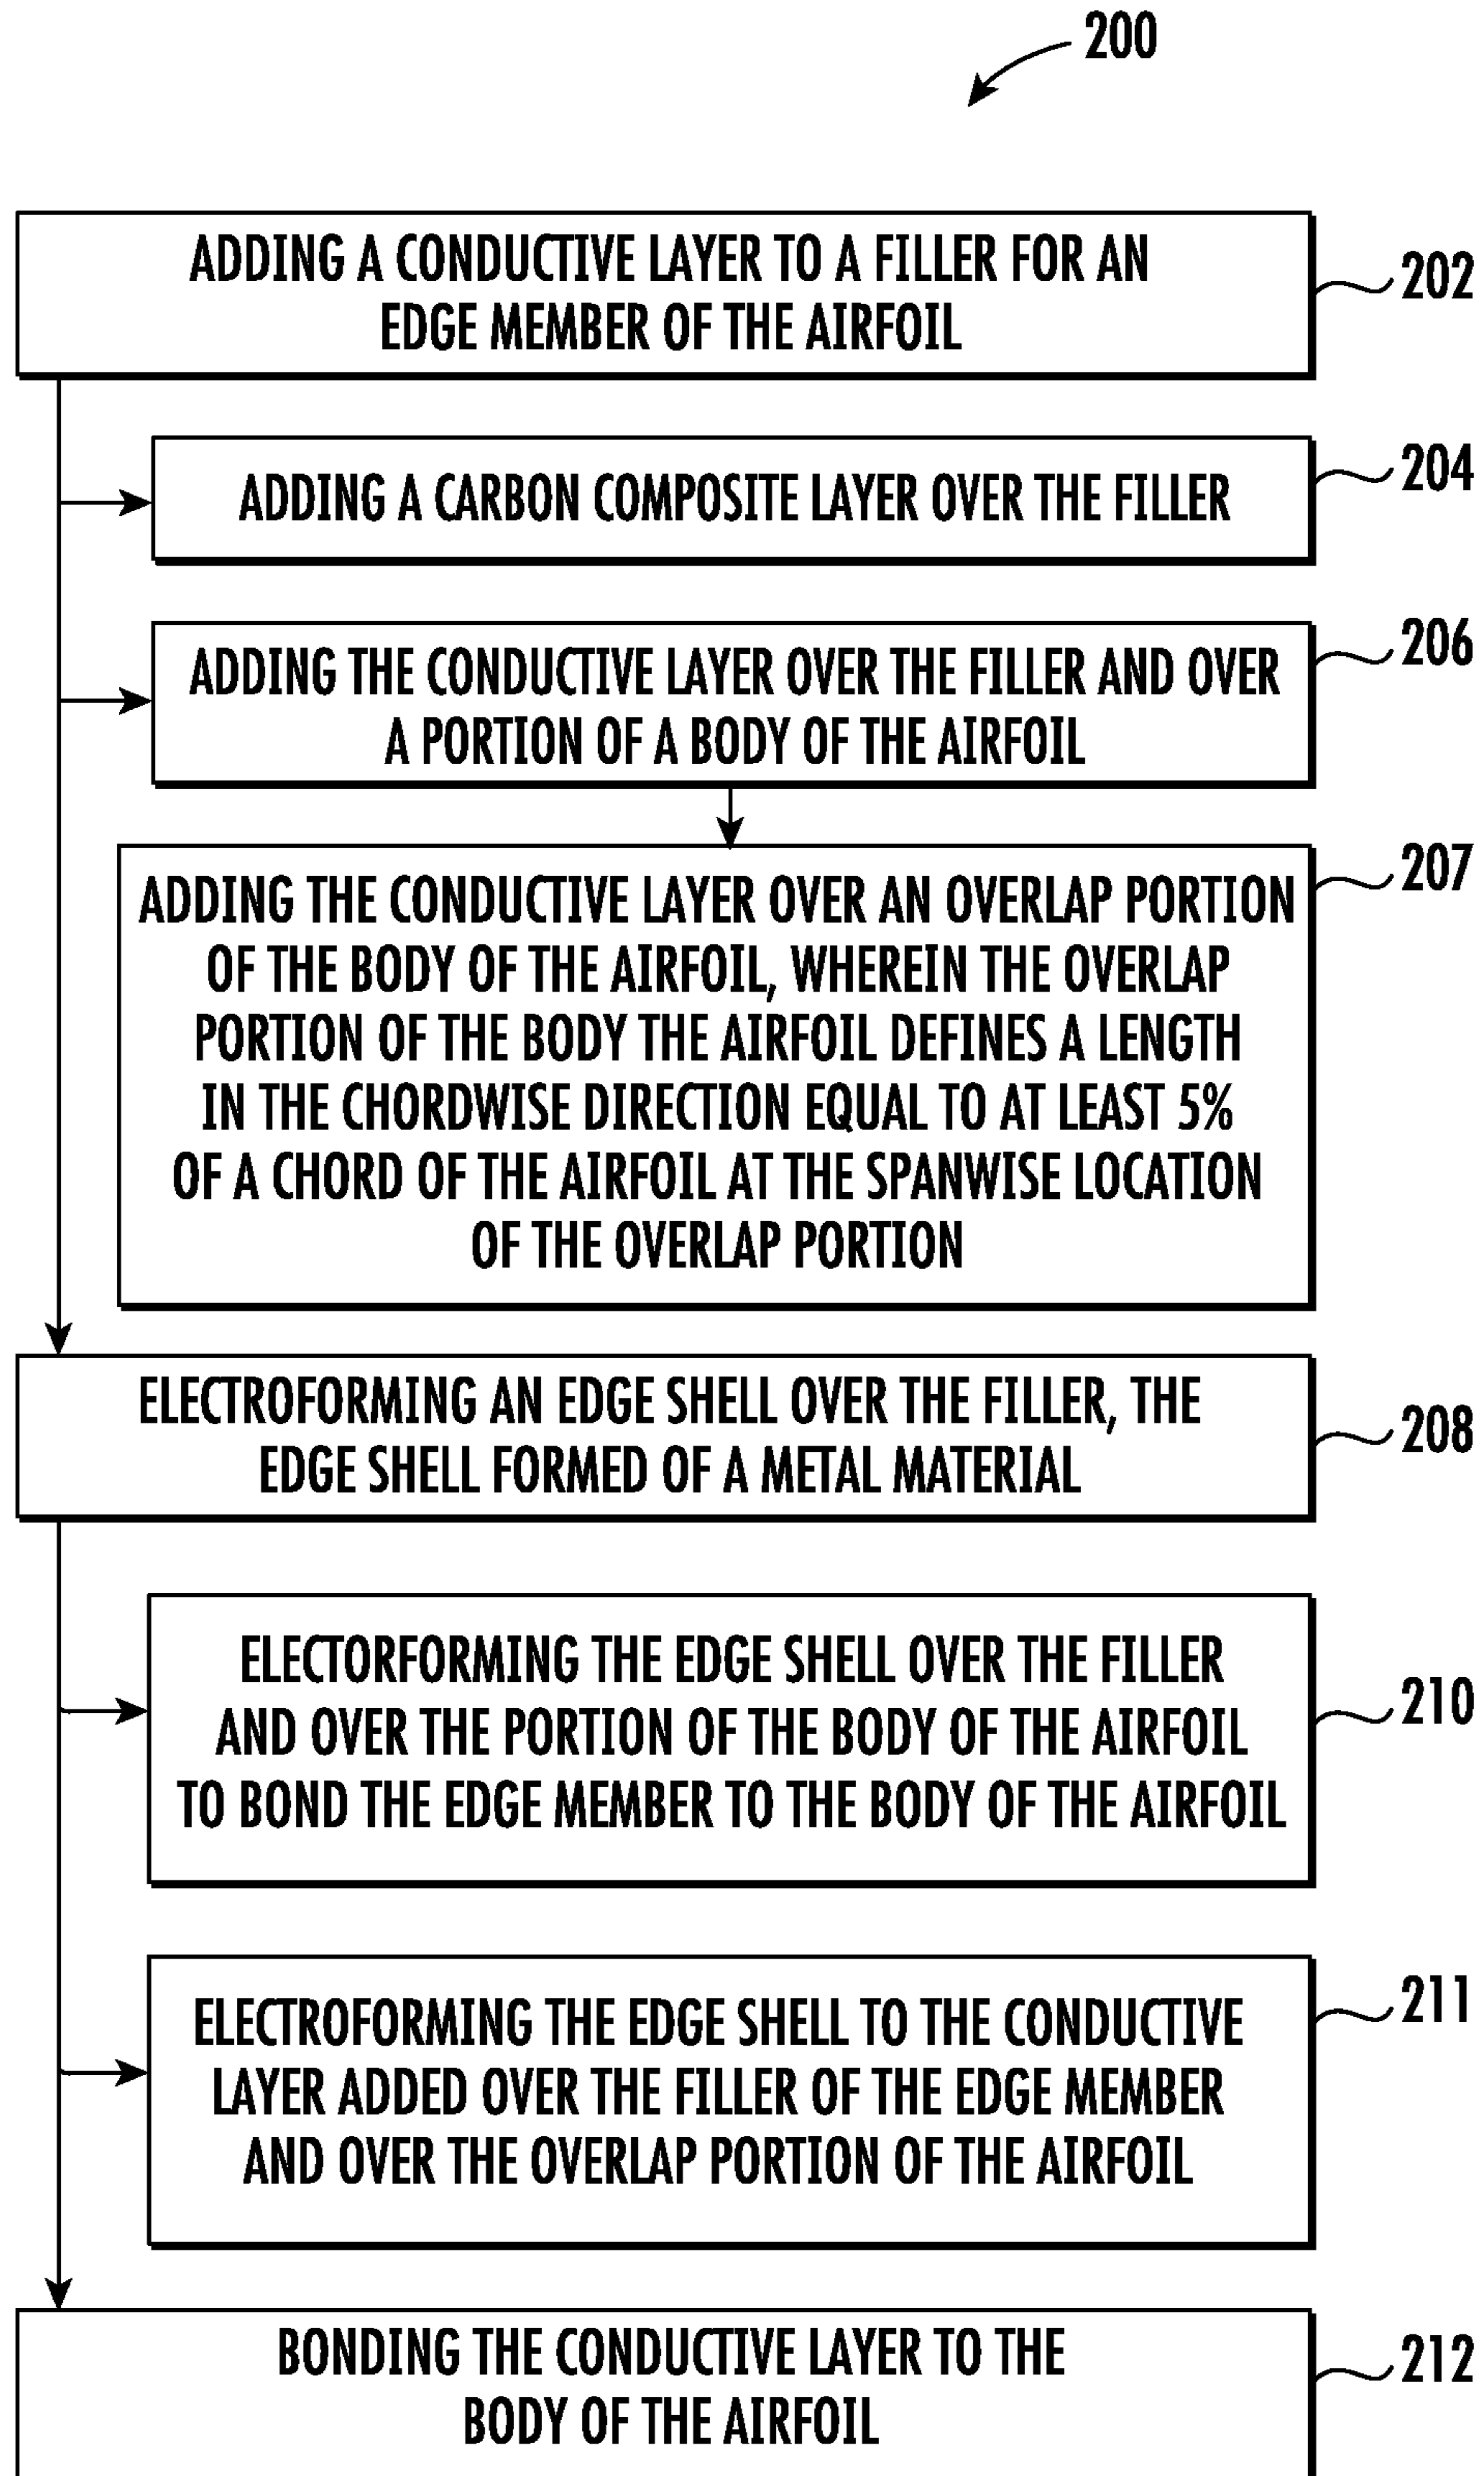 200
ADDING A CONDUCTIVE LAYER TO A FILLER FOR AN
EDGE MEMBER OF THE AIRFOIL
202
ADDING A CARBON COMPOSITE LAYER OVER THE FILLER
204
ADDING THE CONDUCTIVE LAYER OVER THE FILLER AND OVER
A PORTION OF A BODY OF THE AIRFOIL
206
ADDING THE CONDUCTIVE LAYER OVER AN OVERLAP PORTION
OF THE BODY OF THE AIRFOIL, WHEREIN THE OVERLAP
PORTION OF THE BODY THE AIRFOIL DEFINES A LENGTH
IN THE CHORDWISE DIRECTION EQUAL TO AT LEAST 5%
OF A CHORD OF THE AIRFOIL AT THE SPANWISE LOCATION
OF THE OVERLAP PORTION
207
ELECTROFORMING AN EDGE SHELL OVER THE FILLER, THE
EDGE SHELL FORMED OF A METAL MATERIAL
208
ELECTORFORMING THE EDGE SHELL OVER THE FILLER
AND OVER THE PORTION OF THE BODY OF THE AIRFOIL
TO BOND THE EDGE MEMBER TO THE BODY OF THE AIRFOIL
210
ELECTROFORMING THE EDGE SHELL TO THE CONDUCTIVE
LAYER ADDED OVER THE FILLER OF THE EDGE MEMBER
AND OVER THE OVERLAP PORTION OF THE AIRFOIL
211
BONDING THE CONDUCTIVE LAYER TO THE
BODY OF THE AIRFOIL
212